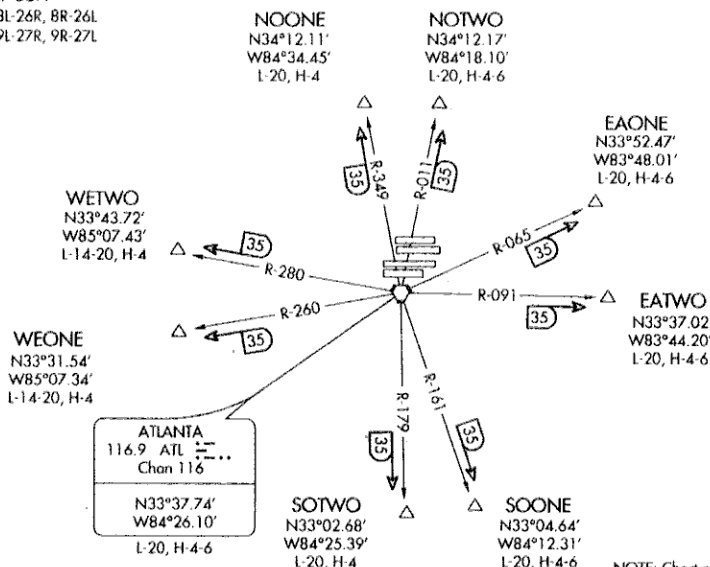 8L-26R, 8R-26L
9L-27R, 9R-27L
NOONE
N34°12.11'
W84°34.45'
L-20, H-4
NOTWO
N34°12.17'
W84°18.10'
L-20, H-4-6
EAONE
N33°52.47'
W83°48.01'
L-20, H-4-6
WETWO
N33°43.72'
W85°07.43'
L-14-20, H-4
35
R-349
R-011
35
R-065
35
35
R-280
R-091
35
EATWO
N33°37.02
W83°44.20'
L-20, H-4-6
R-260
35
WEONE
N33°31.54'
W85°07.34'
L-14-20, H-4
R-179
35
R-161
35
ATLANTA
116.9 ATL
Chan 116
N33°37.74'
W84°26.10'
L-20, H-4-6
SOTWO
N33°02.68'
W84°25.39'
L-20, H-4
SOONE
N33°04.64'
W84°12.31'
L-20, H-4-6
NOTE: Chart